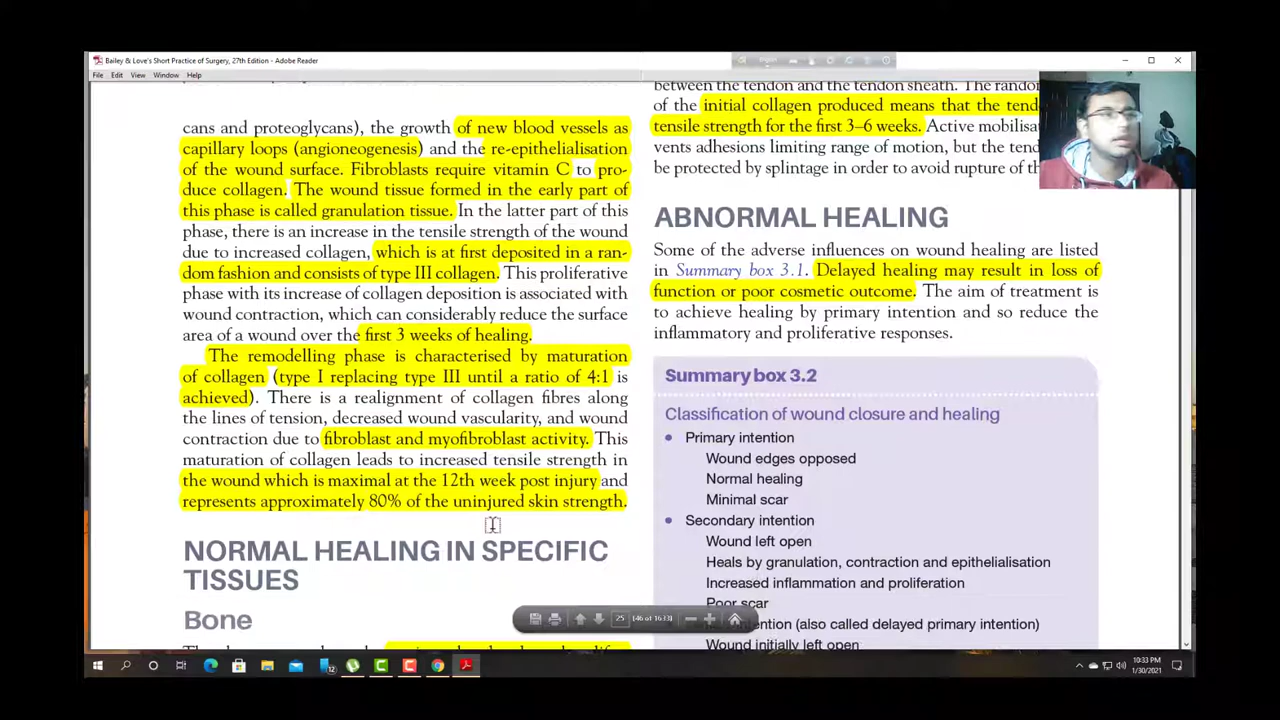 Bailey & Love's Short Practice of Surgery, 27th Edition - Adobe Reader
File Edit View Window Help
cans and proteoglycans), the growth of new blood vessels as
capillary loops (angioneogenesis) and the re-epithelialisation
of the wound surface. Fibroblasts require vitamin C to pro-
duce collagen. The wound tissue formed in the early part of
this phase is called granulation tissue. In the latter part of this
phase, there is an increase in the tensile strength of the wound
due to increased collagen, which is at first deposited in a ran-
dom fashion and consists of type III collagen. This proliferative
phase with its increase of collagen deposition is associated with
wound contraction, which can considerably reduce the surface
area of a wound over the first 3 weeks of healing.
The remodelling phase is characterised by maturation
of collagen (type I replacing type III until a ratio of 4:1 is
achieved). There is a realignment of collagen fibres along
the lines of tension, decreased wound vascularity, and wound
contraction due to fibroblast and myofibroblast activity. This
maturation of collagen leads to increased tensile strength in
the wound which is maximal at the 12th week post injury and
represents approximately 80% of the uninjured skin strength.
NORMAL HEALING IN SPECIFIC
TISSUES
Bone
between the tendon and the tendon sheath. The random
of the initial collagen produced means that the tend
tensile strength for the first 3–6 weeks. Active mobilisa
vents adhesions limiting range of motion, but the tend
be protected by splintage in order to avoid rupture of th
ABNORMAL HEALING
Some of the adverse influences on wound healing are listed
in Summary box 3.1. Delayed healing may result in loss of
function or poor cosmetic outcome. The aim of treatment is
to achieve healing by primary intention and so reduce the
inflammatory and proliferative responses.
Summary box 3.2
Classification of wound closure and healing
● Primary intention
Wound edges opposed
Normal healing
Minimal scar
● Secondary intention
Wound left open
Heals by granulation, contraction and epithelialisation
Increased inflammation and proliferation
Poor scar
intention (also called delayed primary intention)
Wound initially left open
25 (46 of 1633)
10:33 PM
1/30/2021